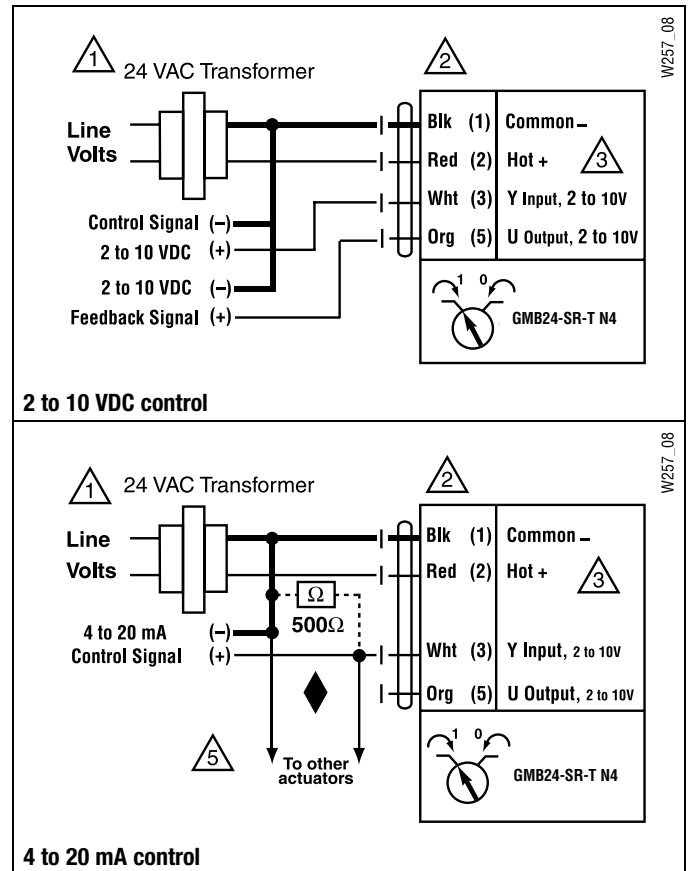 W257_08
1
24 VAC Transformer
2
Line
Volts
Blk (1) Common –
Red (2) Hot +
3
Wht (3) Y Input, 2 to 10V
Org (5) U Output, 2 to 10V
Control Signal (–)
2 to 10 VDC (+)
2 to 10 VDC (–)
Feedback Signal (+)
1 0
GMB24-SR-T N4
2 to 10 VDC control
W257_08
1
24 VAC Transformer
2
Line
Volts
Blk (1) Common –
Red (2) Hot +
3
Ω
500Ω
4 to 20 mA (–)
Control Signal (+)
Wht (3) Y Input, 2 to 10V
Org (5) U Output, 2 to 10V
5
To other
actuators
1 0
GMB24-SR-T N4
4 to 20 mA control